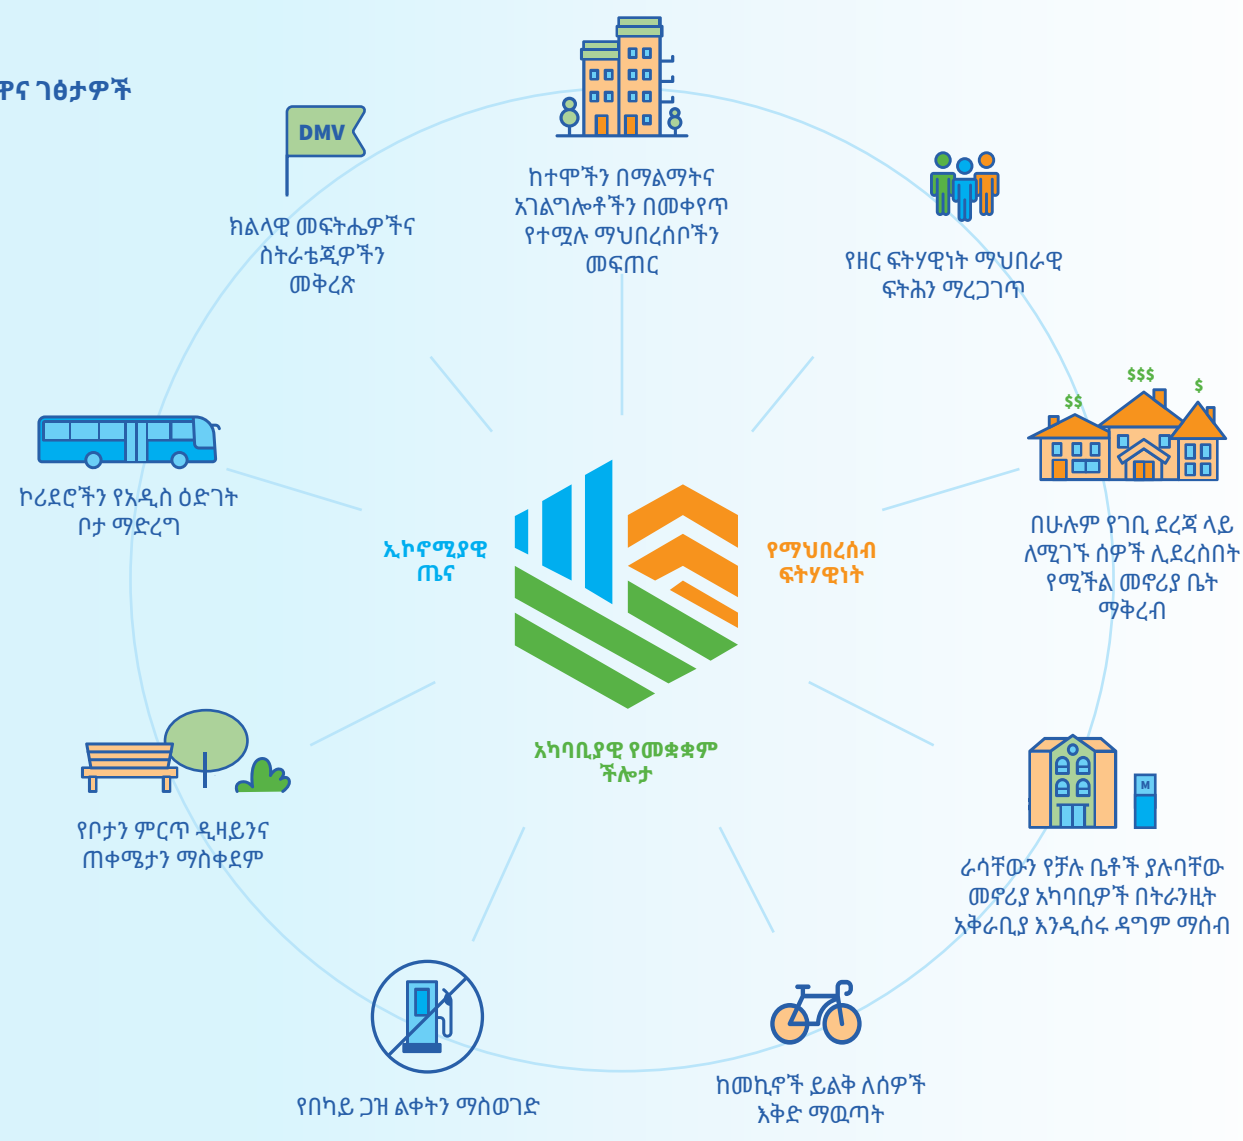 ዋና ገፅታዎች
DMV
ክልላዊ መፍትሔዎችና
ስትራቴጂዎችን
መቅረጽ
ከተሞችን በማልማትና
አገልግሎቶችን በመቀየጥ
የተሟሉ ማህበረሰቦችን
መፍጠር
የዘር ፍትሃዊነት ማህበራዊ
ፍትሕን ማረጋገጥ
$$
$$$
$
በሁሉም የገቢ ደረጃ ላይ
ለሚገኙ ሰዎች ሊደረስበት
የሚችል መኖሪያ ቤት
ማቅረብ
ኮሪደሮችን የአዲስ ዕድገት
ቦታ ማድረግ
ኢኮኖሚያዊ
ጤና
የማህበረሰብ
ፍትሃዊነት
አካባቢያዊ የመቋቋም
ችሎታ
የቦታን ምርጥ ዲዛይንና
ጠቀሜታን ማስቀደም
M
ራሳቸውን የቻሉ ቤቶች ያሉባቸው
መኖሪያ አካባቢዎች በትራንዚት
አቅራቢያ እንዲሰሩ ዳግም ማሰብ
የበካይ ጋዝ ልቀትን ማስወገድ
ከመኪኖች ይልቅ ለሰዎች
እቅድ ማዉጣት